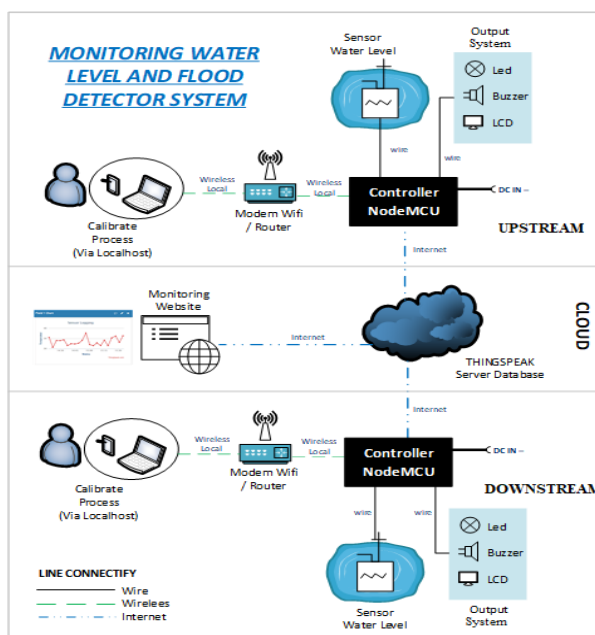 MONITORING WATER
LEVEL AND FLOOD
DETECTOR SYSTEM
Sensor
Water Level
Output
System
Led
Buzzer
LCD
wire
wire
Wireless
Local
Wireless
Local
Controller
NodeMCU
DC IN --
Modem Wifi
/ Router
Calibrate
Process
(Via Localhost)
UPSTREAM
Internet
Monitoring
Website
Internet
CLOUD
THINGSPEAK
Server Database
Internet
Wireless
Local
Wireless
Local
Controller
NodeMCU
DC IN --
Modem Wifi
/ Router
Calibrate
Process
(Via Localhost)
DOWNSTREAM
wire
wire
Led
Buzzer
LCD
Output
System
Sensor
Water Level
LINE CONNECTIFY
Wire
Wirelees
Internet